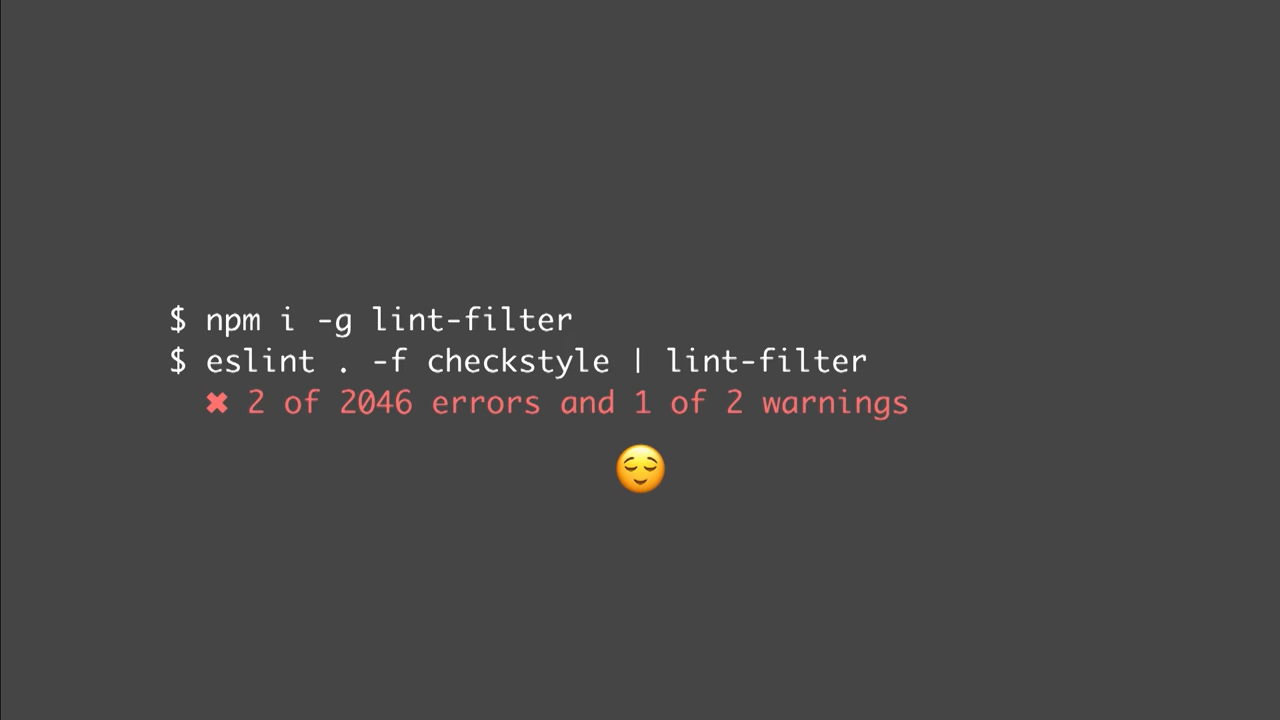 $ npm i -g lint-filter
$ eslint . -f checkstyle | lint-filter
✖ 2 of 2046 errors and 1 of 2 warnings